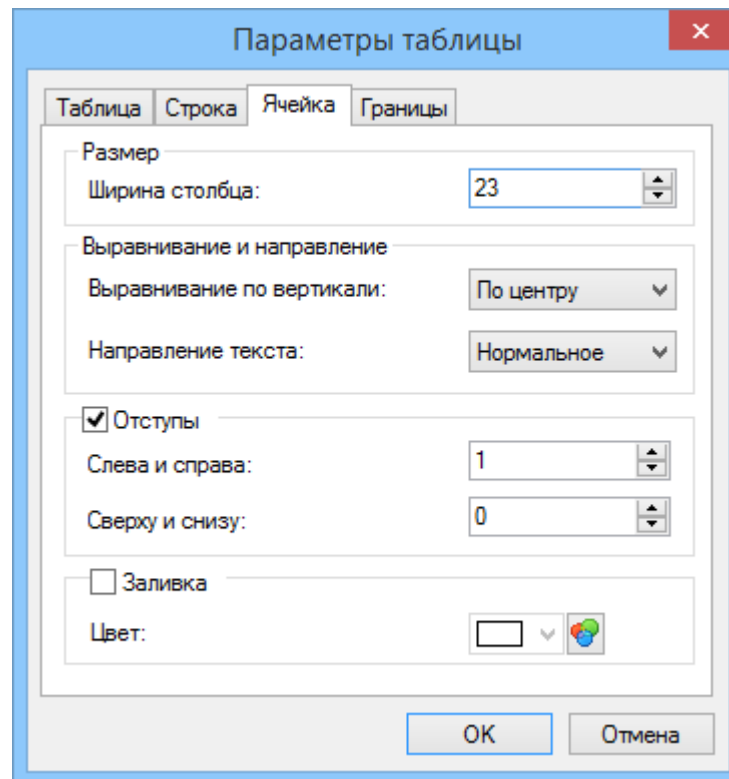 Параметры таблицы
Таблица Строка Ячейка Границы
Размер
Ширина столбца: 23
Выравнивание и направление
Выравнивание по вертикали: По центру
Направление текста: Нормальное
Отступы
Слева и справа: 1
Сверху и снизу: 0
Заливка
Цвет:
OK Отмена